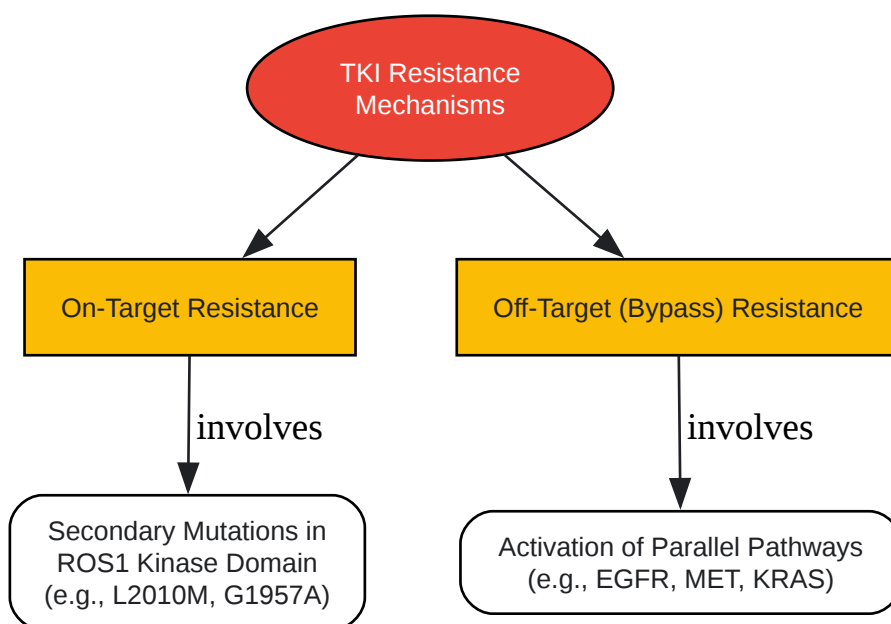 TKI Resistance
Mechanisms
On-Target Resistance
Off-Target (Bypass) Resistance
involves
involves
Secondary Mutations in
ROS1 Kinase Domain
(e.g., L2010M, G1957A)
Activation of Parallel Pathways
(e.g., EGFR, MET, KRAS)